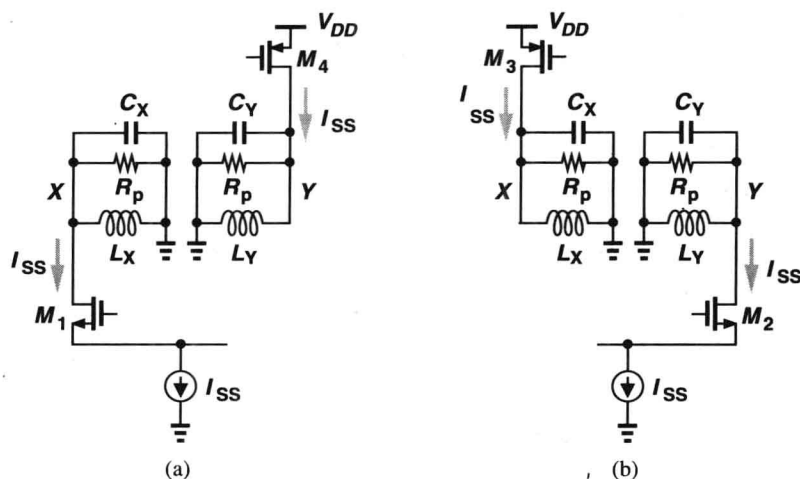 V_DD
M_4
I_SS
C_X
C_Y
R_p
R_p
X
Y
L_X
L_Y
I_SS
M_1
I_SS
(a)
V_DD
M_3
I_SS
C_X
C_Y
R_p
R_p
X
Y
L_X
L_Y
I_SS
M_2
I_SS
(b)